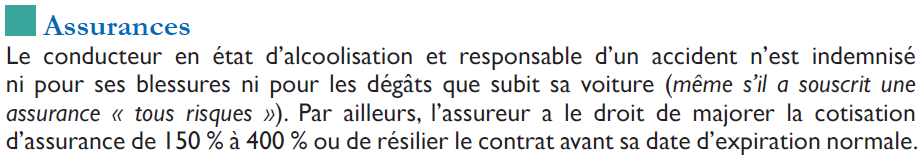 Assurances
Le conducteur en état d’alcoolisation et responsable d’un accident n’est indemnisé
ni pour ses blessures ni pour les dégâts que subit sa voiture (même s’il a souscrit une
assurance « tous risques »). Par ailleurs, l’assureur a le droit de majorer la cotisation
d’assurance de 150 % à 400 % ou de résilier le contrat avant sa date d’expiration normale.